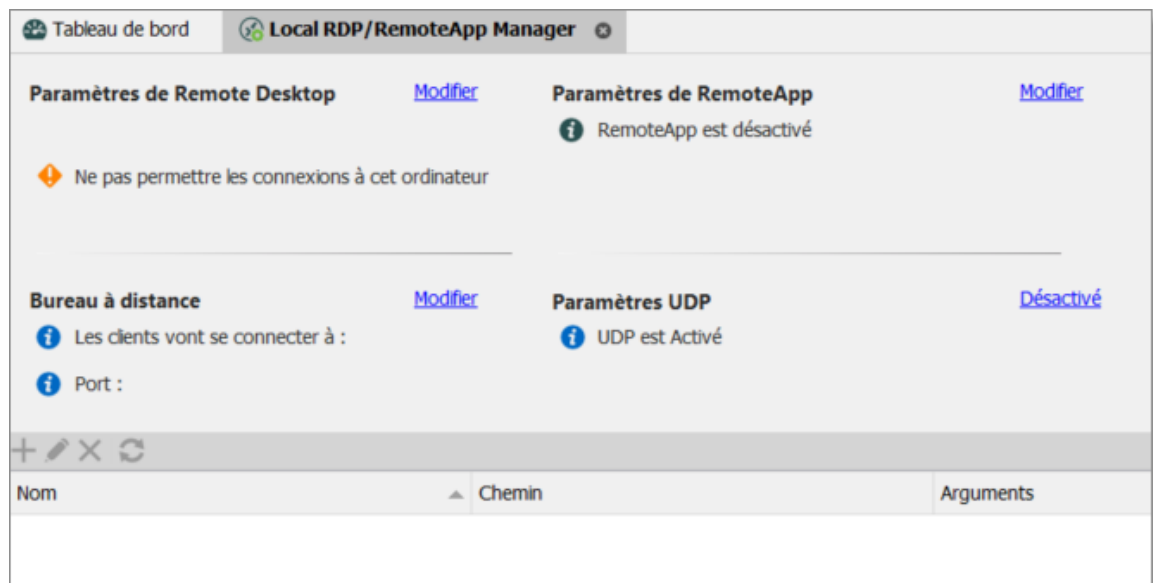 Tableau de bord
Local RDP/RemoteApp Manager
Paramètres de Remote Desktop
Modifier
Ne pas permettre les connexions à cet ordinateur
Paramètres de RemoteApp
Modifier
RemoteApp est désactivé
Bureau à distance
Modifier
Les clients vont se connecter à :
Port :
Paramètres UDP
Désactivé
UDP est Activé
Nom
Chemin
Arguments